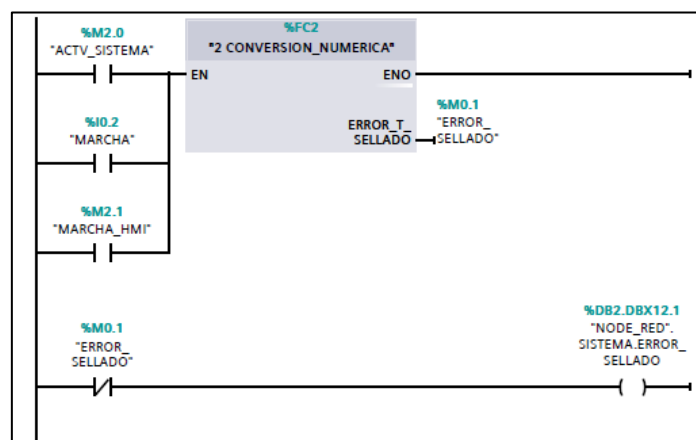 %M2.0
"ACTV_SISTEMA"
%FC2
"2 CONVERSION_NUMERICA"
EN
ENO
%I0.2
"MARCHA"
ERROR_T_
SELLADO
%M0.1
"ERROR_
SELLADO"
%M2.1
"MARCHA_HMI"
%M0.1
"ERROR_
SELLADO"
%DB2.DBX12.1
"NODE_RED".
SISTEMA.ERROR_
SELLADO